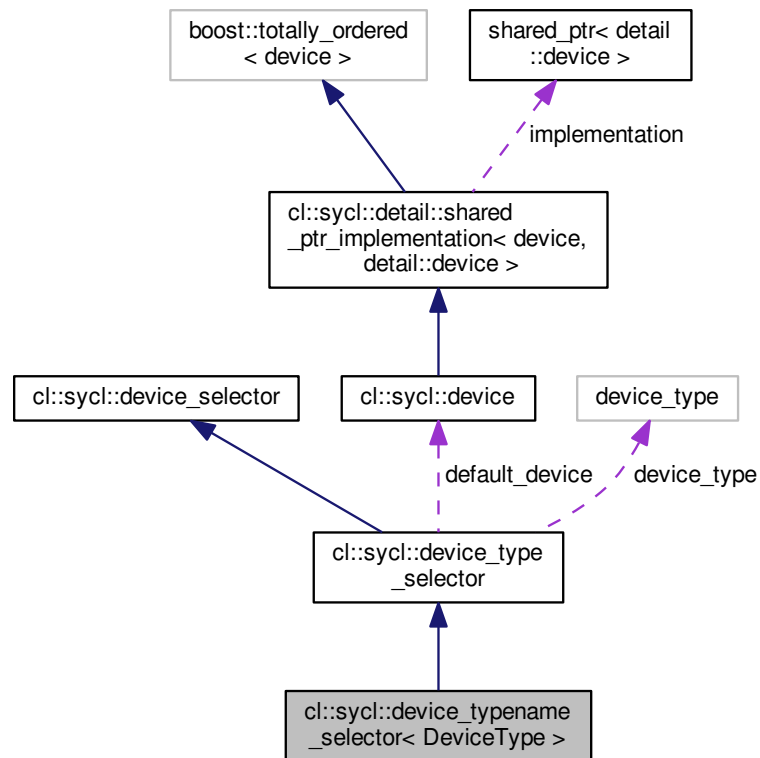 boost::totally_ordered
< device >
shared_ptr< detail
::device >
implementation
cl::sycl::detail::shared
_ptr_implementation< device,
detail::device >
cl::sycl::device_selector
cl::sycl::device
device_type
default_device
device_type
cl::sycl::device_type
_selector
cl::sycl::device_typename
_selector< DeviceType >